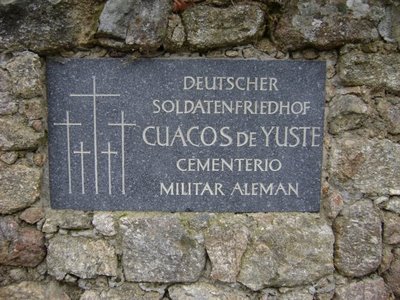 DEUTSCHER
SOLDATENFRIEDHOF
CUACOS DE YUSTE
CEMENTERIO
MILITAR ALEMAN